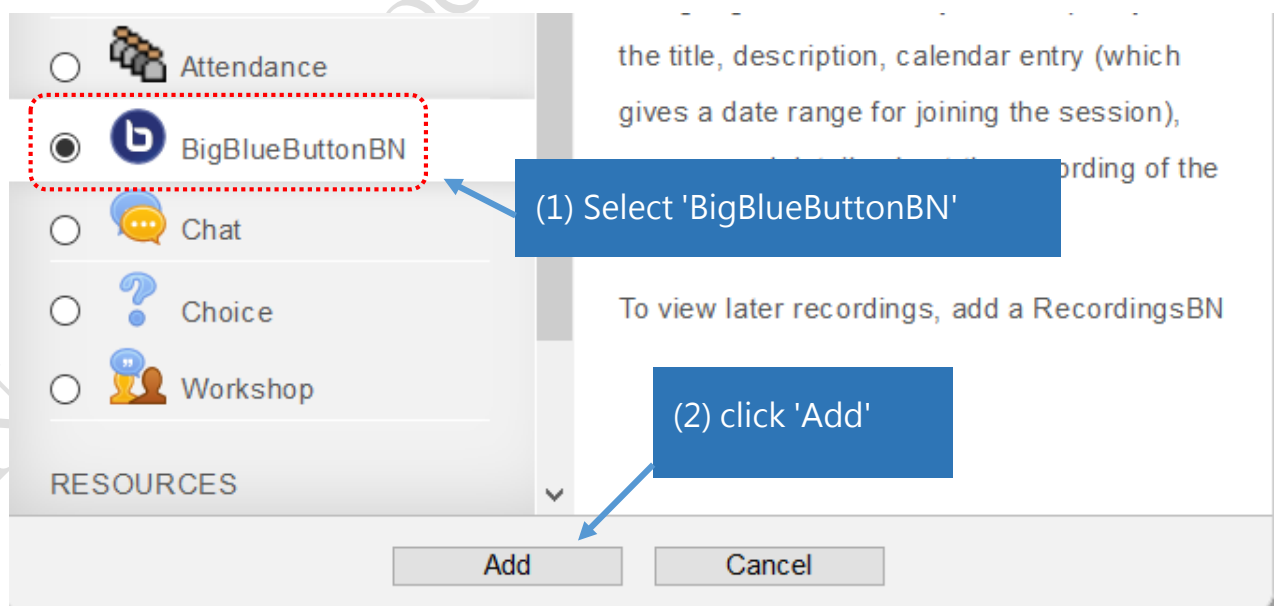 Attendance
BigBlueButtonBN
Chat
Choice
Workshop
RESOURCES
the title, description, calendar entry (which
gives a date range for joining the session),
ording of the
To view later recordings, add a RecordingsBN
(1) Select 'BigBlueButtonBN'
(2) click 'Add'
Add
Cancel